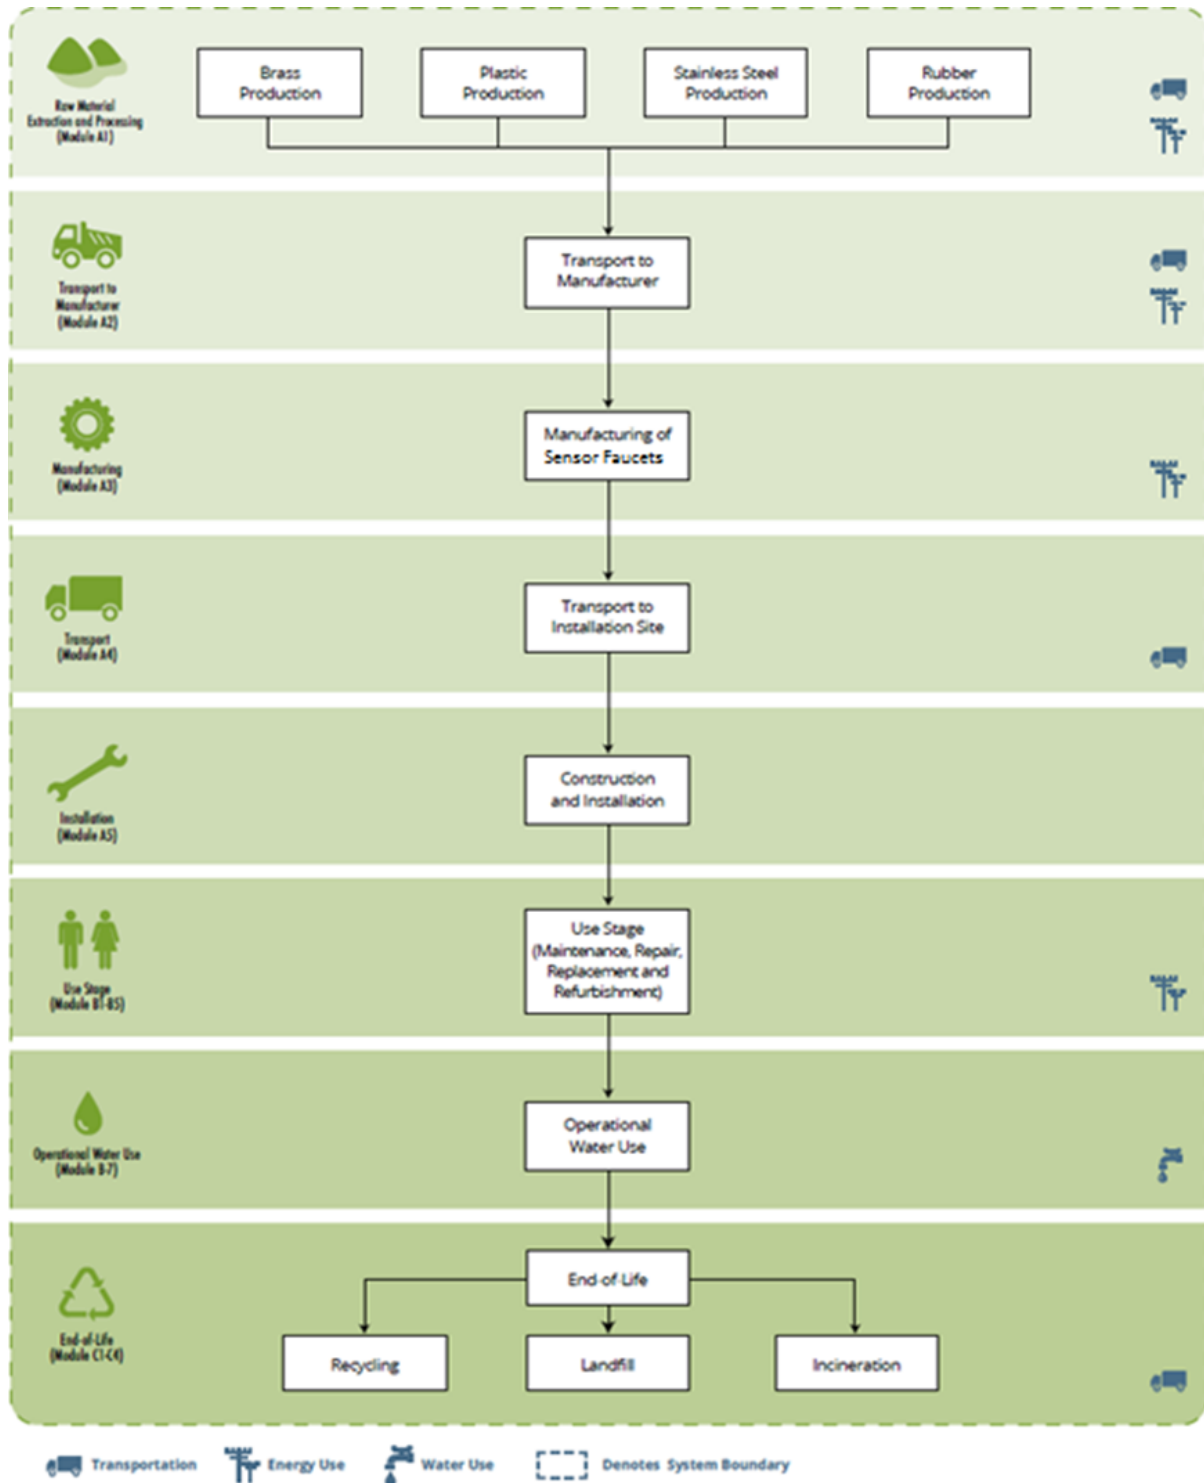 Raw Material
Extraction and Processing
(Module A1)
Brass
Production
Plastic
Production
Stainless Steel
Production
Rubber
Production
Transport to
Manufacturer
(Module A2)
Transport to
Manufacturer
Manufacturing
(Module A3)
Manufacturing of
Sensor Faucets
Transport
(Module A4)
Transport to
Installation Site
Installation
(Module A5)
Construction
and Installation
Use Stage
(Module B1-B5)
Use Stage
(Maintenance, Repair,
Replacement and
Refurbishment)
Operational Water Use
(Module B-7)
Operational
Water Use
End-of-Life
(Module C1-C4)
End-of-Life
Recycling
Landfill
Incineration
Transportation
Energy Use
Water Use
Denotes System Boundary